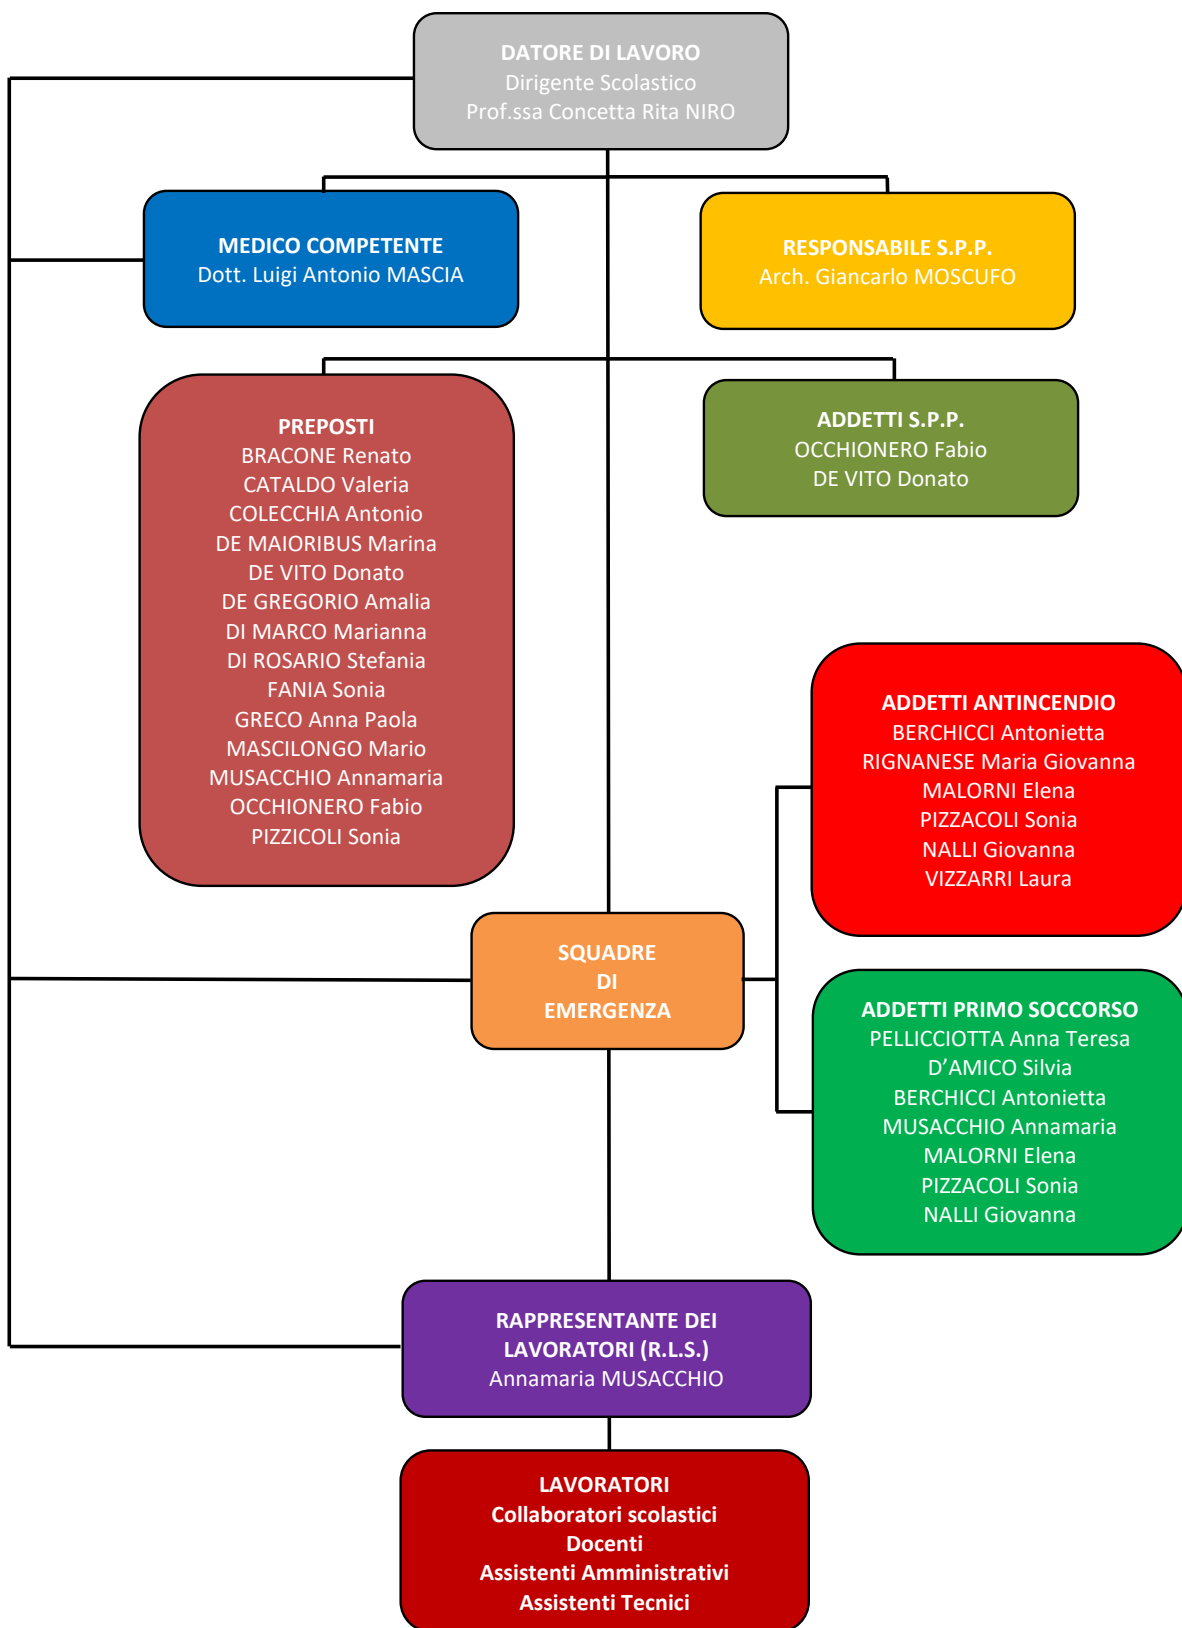 DATORE DI LAVORO
Dirigente Scolastico
Prof.ssa Concetta Rita NIRO
MEDICO COMPETENTE
Dott. Luigi Antonio MASCIA
RESPONSABILE S.P.P.
Arch. Giancarlo MOSCUFO
PREPOSTI
BRACONE Renato
CATALDO Valeria
COLECCHIA Antonio
DE MAIORIBUS Marina
DE VITO Donato
DE GREGORIO Amalia
DI MARCO Marianna
DI ROSARIO Stefania
FANIA Sonia
GRECO Anna Paola
MASCILONGO Mario
MUSACCHIO Annamaria
OCCHIONERO Fabio
PIZZICOLI Sonia
ADDETTI S.P.P.
OCCHIONERO Fabio
DE VITO Donato
ADDETTI ANTINCENDIO
BERCHICCI Antonietta
RIGNANESE Maria Giovanna
MALORNI Elena
PIZZACOLI Sonia
NALLI Giovanna
VIZZARRI Laura
SQUADRE
DI
EMERGENZA
ADDETTI PRIMO SOCCORSO
PELLICCIOTTA Anna Teresa
D’AMICO Silvia
BERCHICCI Antonietta
MUSACCHIO Annamaria
MALORNI Elena
PIZZACOLI Sonia
NALLI Giovanna
RAPPRESENTANTE DEI
LAVORATORI (R.L.S.)
Annamaria MUSACCHIO
LAVORATORI
Collaboratori scolastici
Docenti
Assistenti Amministrativi
Assistenti Tecnici